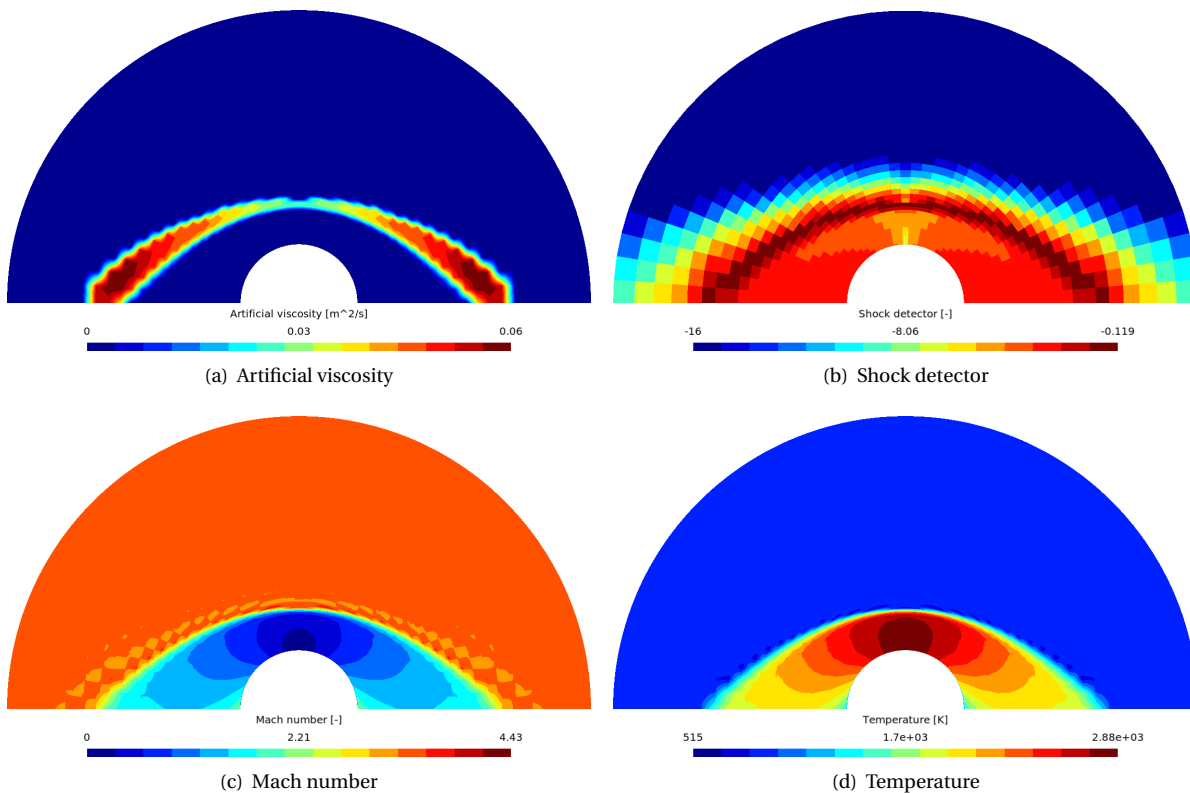 Artificial viscosity [m^2/s]
0 0.03 0.06
(a) Artificial viscosity
Shock detector [-]
-16 -8.06 -0.119
(b) Shock detector
Mach number [-]
0 2.21 4.43
(c) Mach number
Temperature [K]
515 1.7e+03 2.88e+03
(d) Temperature